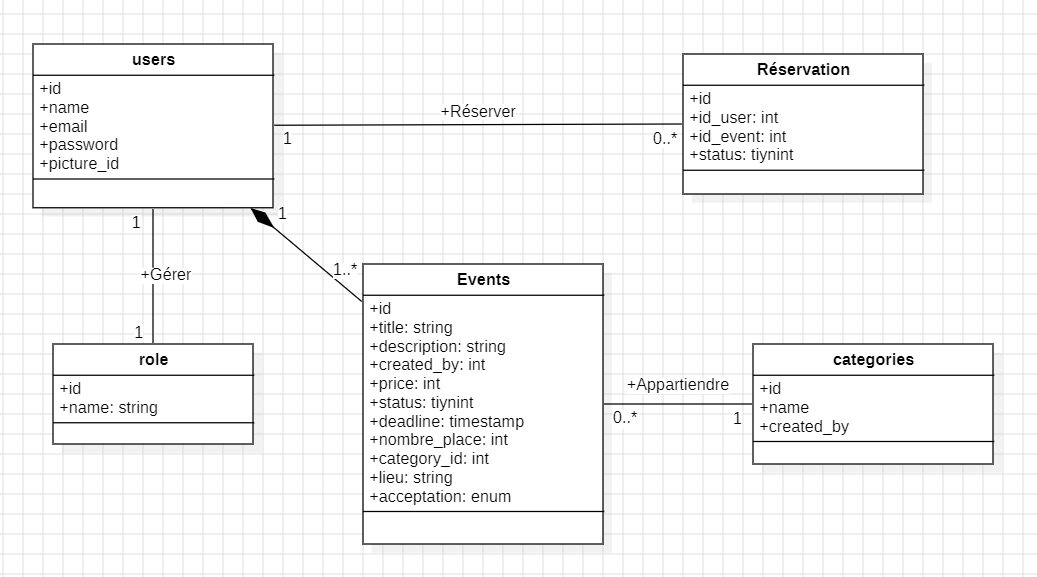 users
+id
+name
+email
+password
+picture_id
+Réserver
1
0..*
Réservation
+id
+id_user: int
+id_event: int
+status: tiynint
1
+Gérer
1
1
1..*
role
+id
+name: string
Events
+id
+title: string
+description: string
+created_by: int
+price: int
+status: tiynint
+deadline: timestamp
+nombre_place: int
+category_id: int
+lieu: string
+acceptation: enum
+Appartiendre
0..*
1
categories
+id
+name
+created_by